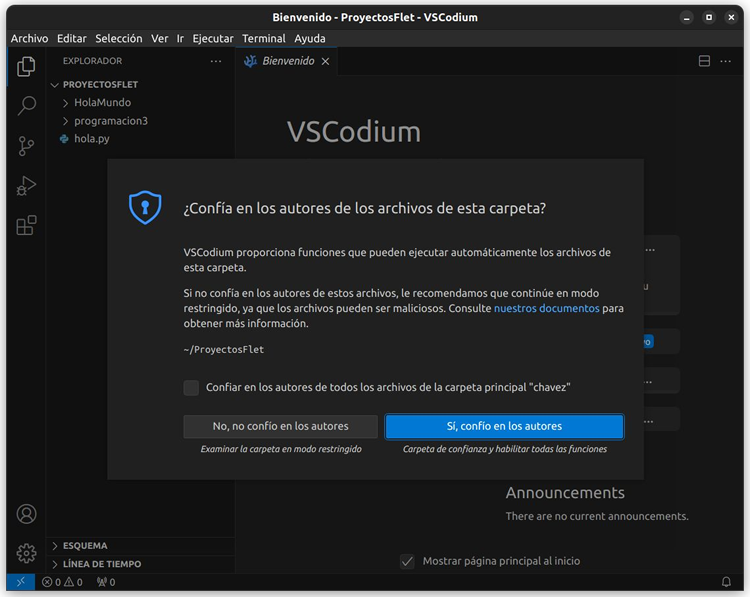 Bienvenido - ProyectosFlet - VSCodium
Archivo Editar Selección Ver Ir Ejecutar Terminal Ayuda
EXPLORADOR
Bienvenido
PROYECTOSFLET
HolaMundo
programacion3
hola.py
VSCodium
¿Confía en los autores de los archivos de esta carpeta?
VSCodium proporciona funciones que pueden ejecutar automáticamente los archivos de
esta carpeta.
Si no confía en los autores de estos archivos, le recomendamos que continúe en modo
restringido, ya que los archivos pueden ser maliciosos. Consulte nuestros documentos para
obtener más información.
~/ProyectosFlet
Confiar en los autores de todos los archivos de la carpeta principal "chavez"
No, no confío en los autores
Sí, confío en los autores
Examinar la carpeta en modo restringido
Carpeta de confianza y habilitar todas las funciones
Announcements
There are no current announcements.
ESQUEMA
LÍNEA DE TIEMPO
Mostrar página principal al inicio
0 0 0